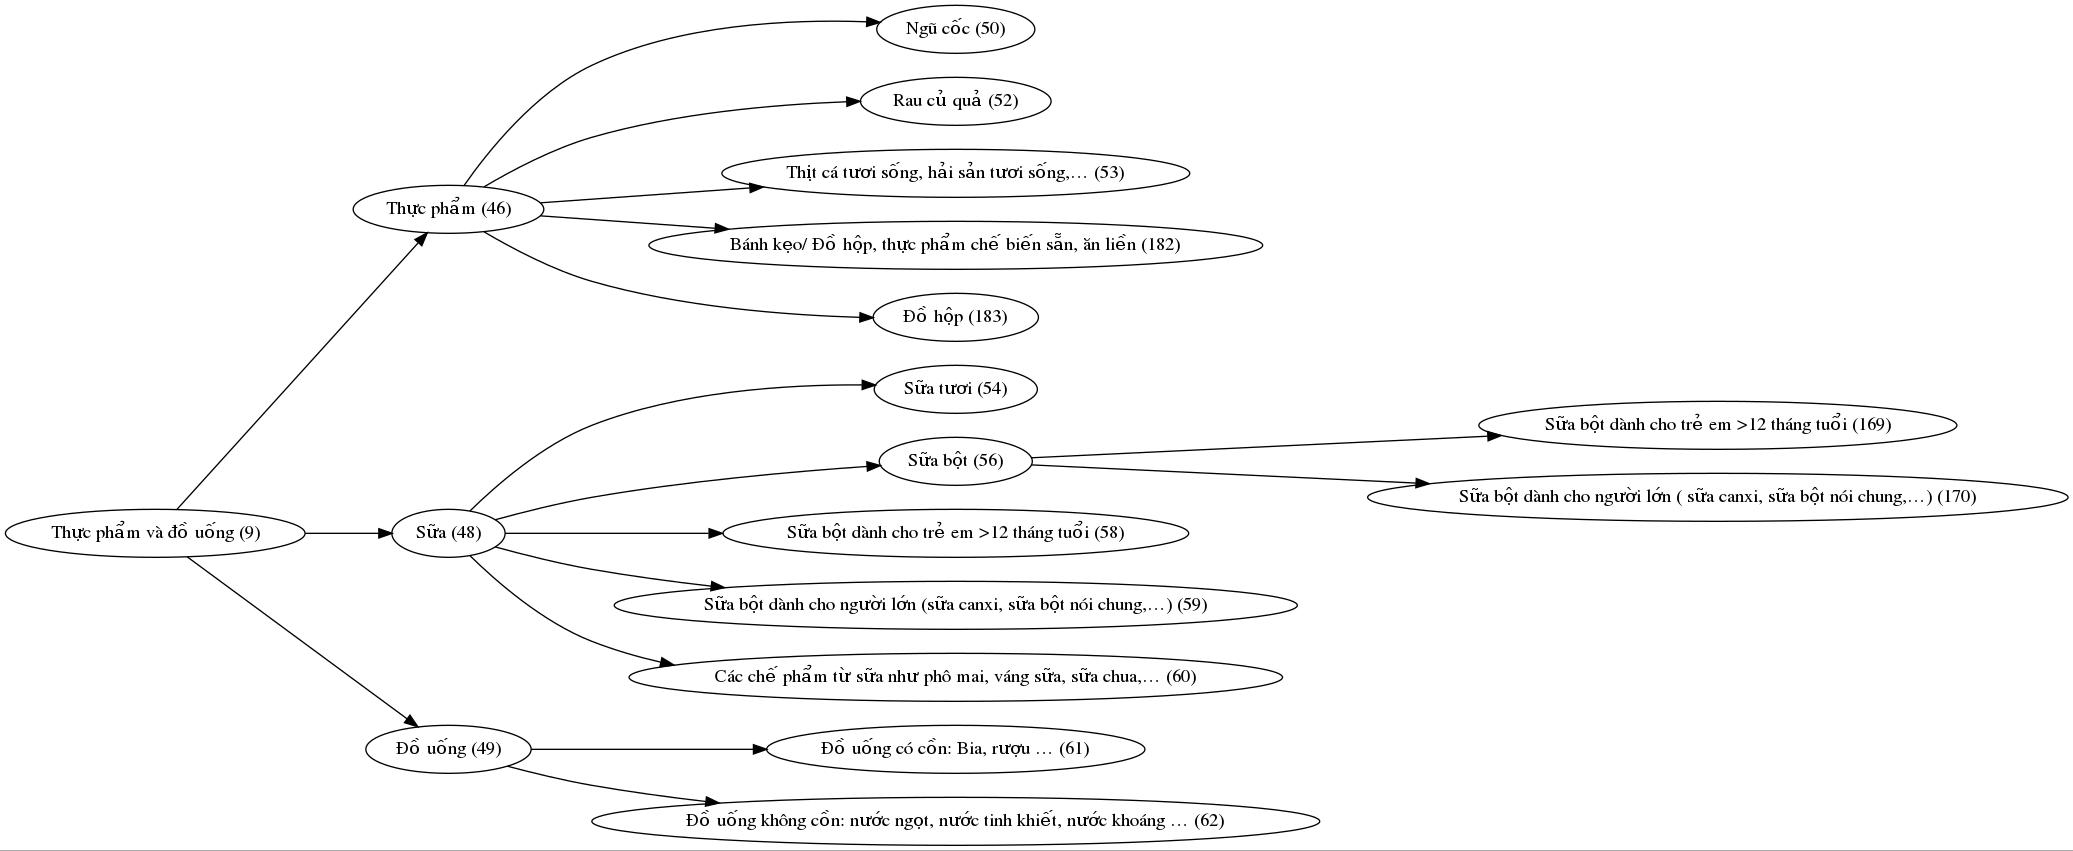 Ngũ cốc (50)
Rau củ quả (52)
Thịt cá tươi sống, hải sản tươi sống,… (53)
Thực phẩm (46)
Bánh kẹo/ Đồ hộp, thực phẩm chế biến sẵn, ăn liền (182)
Đồ hộp (183)
Sữa tươi (54)
Sữa bột dành cho trẻ em >12 tháng tuổi (169)
Sữa bột (56)
Sữa bột dành cho người lớn ( sữa canxi, sữa bột nói chung,…) (170)
Thực phẩm và đồ uống (9)
Sữa (48)
Sữa bột dành cho trẻ em >12 tháng tuổi (58)
Sữa bột dành cho người lớn (sữa canxi, sữa bột nói chung,…) (59)
Các chế phẩm từ sữa như phô mai, váng sữa, sữa chua,… (60)
Đồ uống (49)
Đồ uống có cồn: Bia, rượu … (61)
Đồ uống không cồn: nước ngọt, nước tinh khiết, nước khoáng … (62)